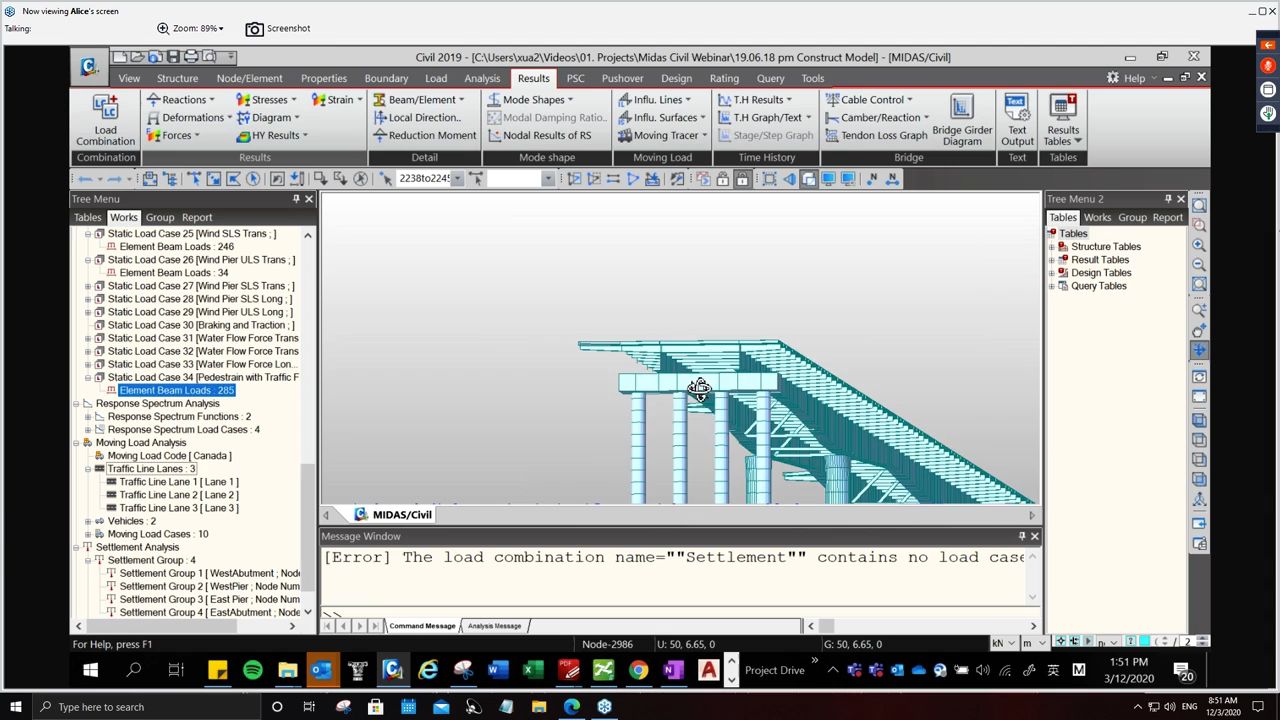 Now viewing Alice's screen
Talking:
Zoom: 89%
Screenshot
Civil 2019 - [C:\Users\xua2\Videos\01. Projects\Midas Civil Webinar\19.06.18 pm Construct Model] - [MIDAS/Civil]
View Structure Node/Element Properties Boundary Load Analysis Results PSC Pushover Design Rating Query Tools Help
Reactions Stresses Strain Beam/Element Mode Shapes Influ. Lines T.H Results Cable Control
Load Combination
Deformations Diagram Local Direction.. Modal Damping Ratio.. Influ. Surfaces T.H Graph/Text Camber/Reaction
Bridge Girder Diagram
Text Output
Results Tables
Forces HY Results Reduction Moment Nodal Results of RS Moving Tracer Stage/Step Graph Tendon Loss Graph
Combination Results Detail Mode shape Moving Load Time History Bridge Text Tables
2238to2245
Tree Menu
Tables Works Group Report
Static Load Case 25 [Wind SLS Trans ; ]
Element Beam Loads : 246
Static Load Case 26 [Wind Pier ULS Trans ; ]
Element Beam Loads : 34
Static Load Case 27 [Wind Pier SLS Trans ; ]
Static Load Case 28 [Wind Pier SLS Long ; ]
Static Load Case 29 [Wind Pier ULS Long ; ]
Static Load Case 30 [Braking and Traction ; ]
Static Load Case 31 [Water Flow Force Trans
Static Load Case 32 [Water Flow Force Trans
Static Load Case 33 [Water Flow Force Lon...
Static Load Case 34 [Pedestrain with Traffic F
Element Beam Loads : 285
Response Spectrum Analysis
Response Spectrum Functions : 2
Response Spectrum Load Cases : 4
Moving Load Analysis
Moving Load Code [ Canada ]
Traffic Line Lanes : 3
Traffic Line Lane 1 [ Lane 1 ]
Traffic Line Lane 2 [ Lane 2 ]
Traffic Line Lane 3 [ Lane 3 ]
Vehicles : 2
Moving Load Cases : 10
Settlement Analysis
Settlement Group : 4
Settlement Group 1 [ WestAbutment ; Node
Settlement Group 2 [ WestPier ; Node Num
Settlement Group 3 [ East Pier ; Node Num
Settlement Group 4 [ EastAbutment ; Node
MIDAS/Civil
Message Window
[Error] The load combination name=""Settlement"" contains no load case
>>
Command Message Analysis Message
Tree Menu 2
Tables Works Group Report
Tables
Structure Tables
Result Tables
Design Tables
Query Tables
For Help, press F1
Node-2986
U: 50, 6.65, 0
G: 50, 6.65, 0
kN m 2
Project Drive
1:51 PM
3/12/2020
20
Type here to search
ENG
8:51 AM
12/3/2020